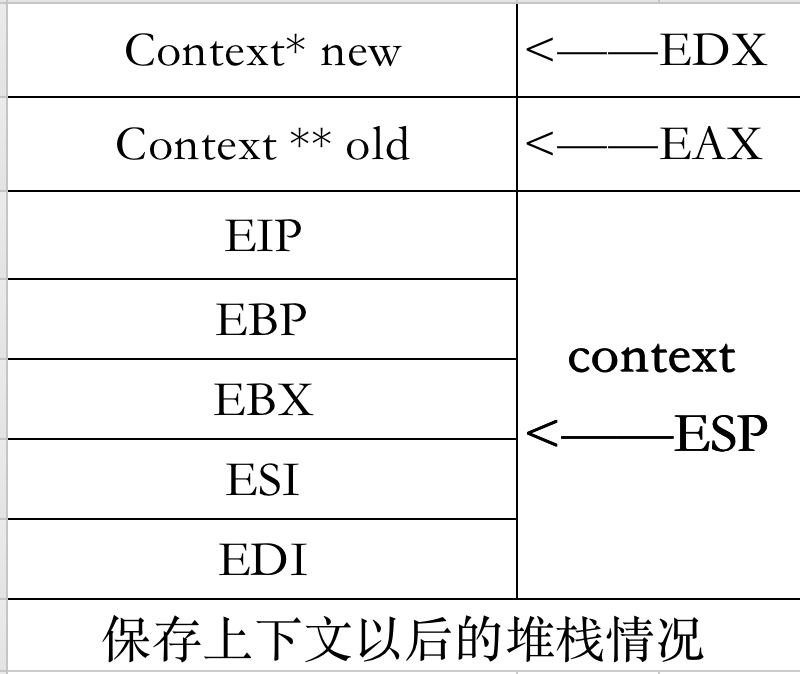 Context* new <——EDX
Context ** old <——EAX
EIP
EBP
context
EBX
<——ESP
ESI
EDI
保存上下文以后的堆栈情况